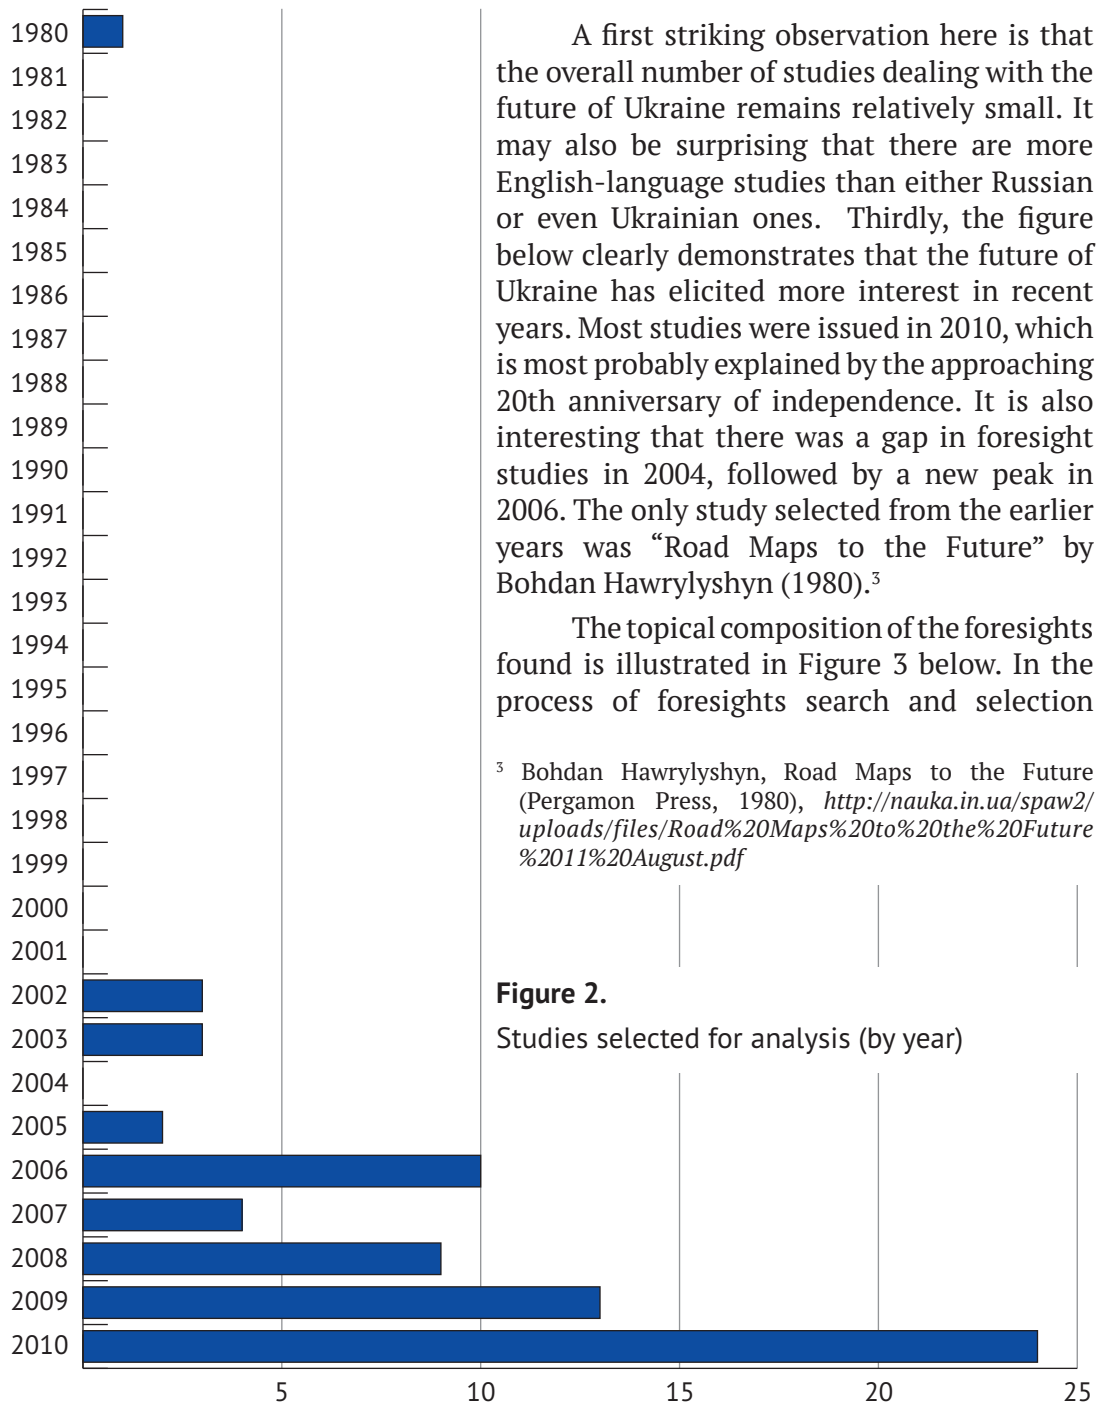 1980
1981
1982
1983
1984
1985
1986
1987
1988
1989
1990
1991
1992
1993
1994
1995
1996
1997
1998
1999
2000
2001
2002
2003
2004
2005
2006
2007
2008
2009
2010
5
10
15
20
25
A first striking observation here is that
the overall number of studies dealing with the
future of Ukraine remains relatively small. It
may also be surprising that there are more
English-language studies than either Russian
or even Ukrainian ones. Thirdly, the figure
below clearly demonstrates that the future of
Ukraine has elicited more interest in recent
years. Most studies were issued in 2010, which
is most probably explained by the approaching
20th anniversary of independence. It is also
interesting that there was a gap in foresight
studies in 2004, followed by a new peak in
2006. The only study selected from the earlier
years was “Road Maps to the Future” by
Bohdan Hawrylyshyn (1980).³
The topical composition of the foresights
found is illustrated in Figure 3 below. In the
process of foresights search and selection
³ Bohdan Hawrylyshyn, Road Maps to the Future
(Pergamon Press, 1980), http://nauka.in.ua/spaw2/
uploads/files/Road%20Maps%20to%20the%20Future
%2011%20August.pdf
Figure 2.
Studies selected for analysis (by year)